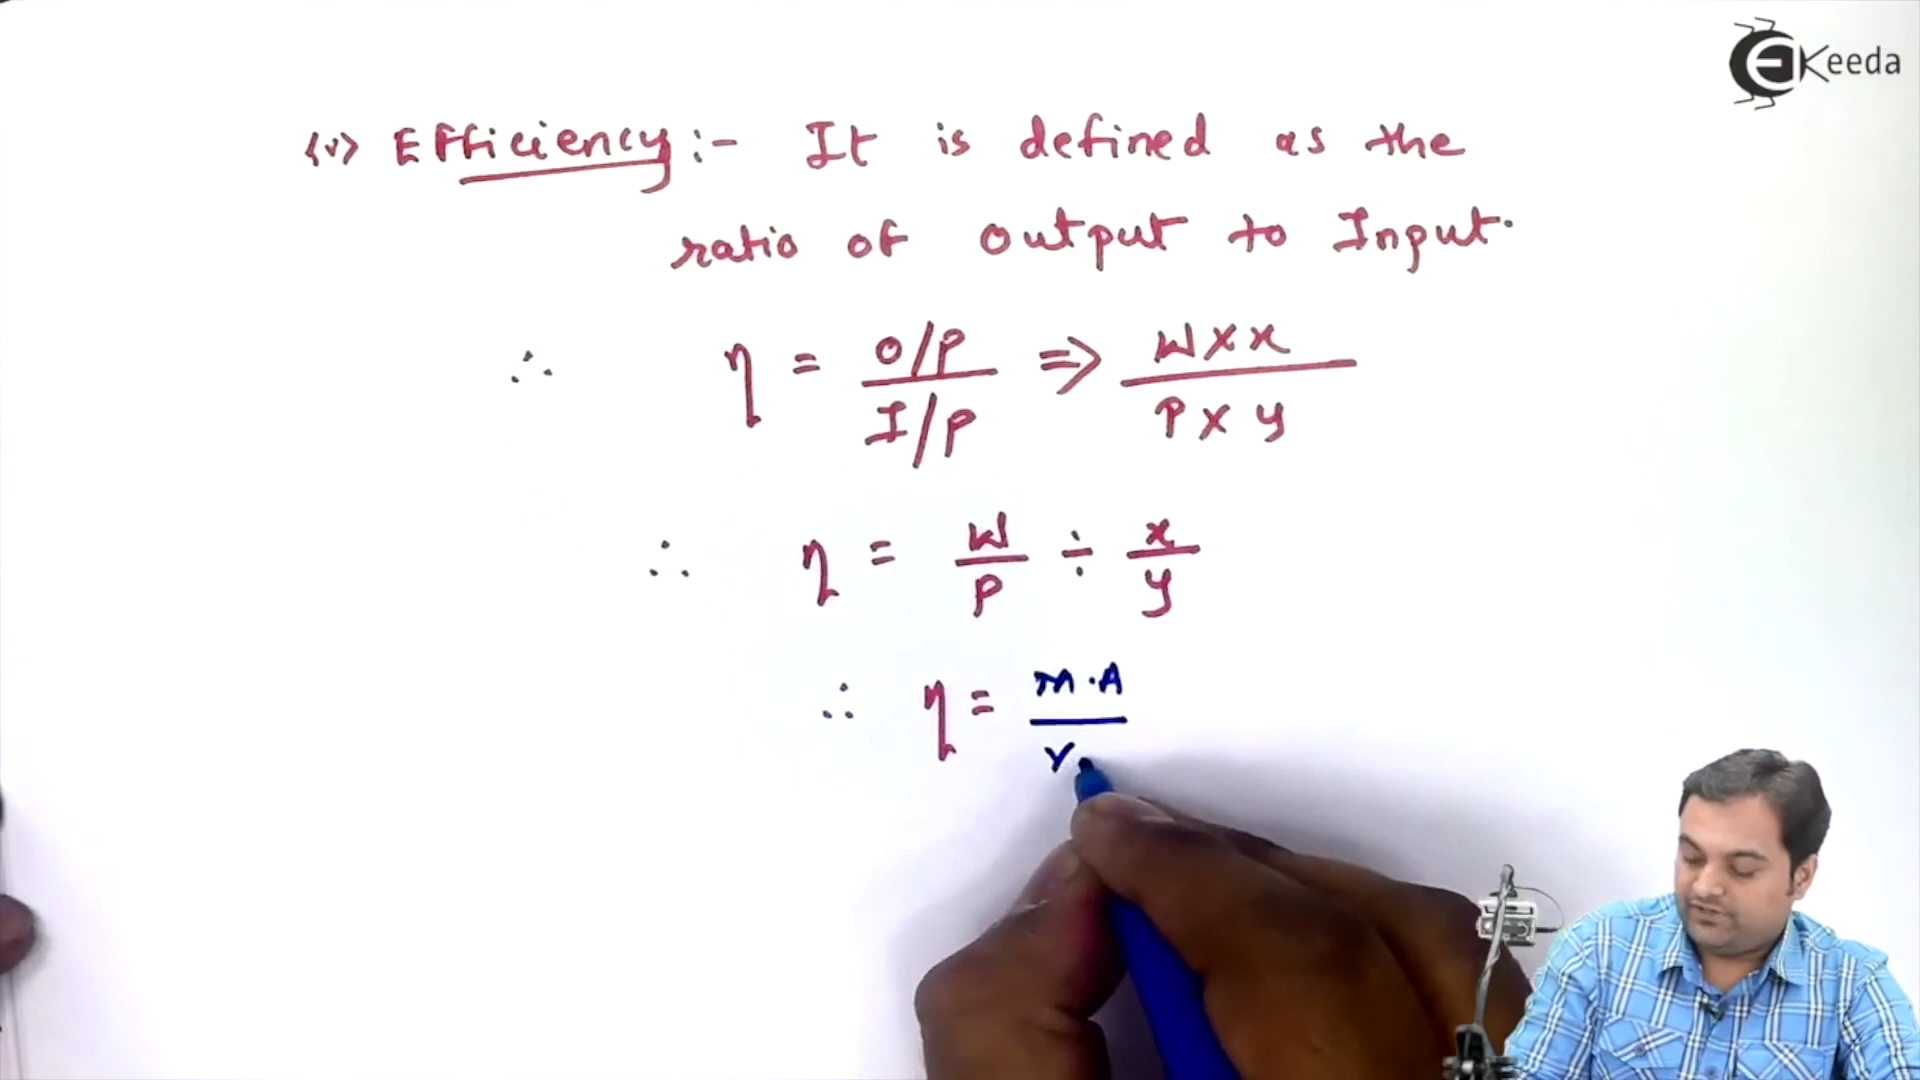 EKeeda
(v) Efficiency :- It is defined as the
ratio of output to Input.
∴ η = O/P / I/P ⇒ W×x / P×y
∴ η = W/P ÷ x/y
∴ η = M.A / V.